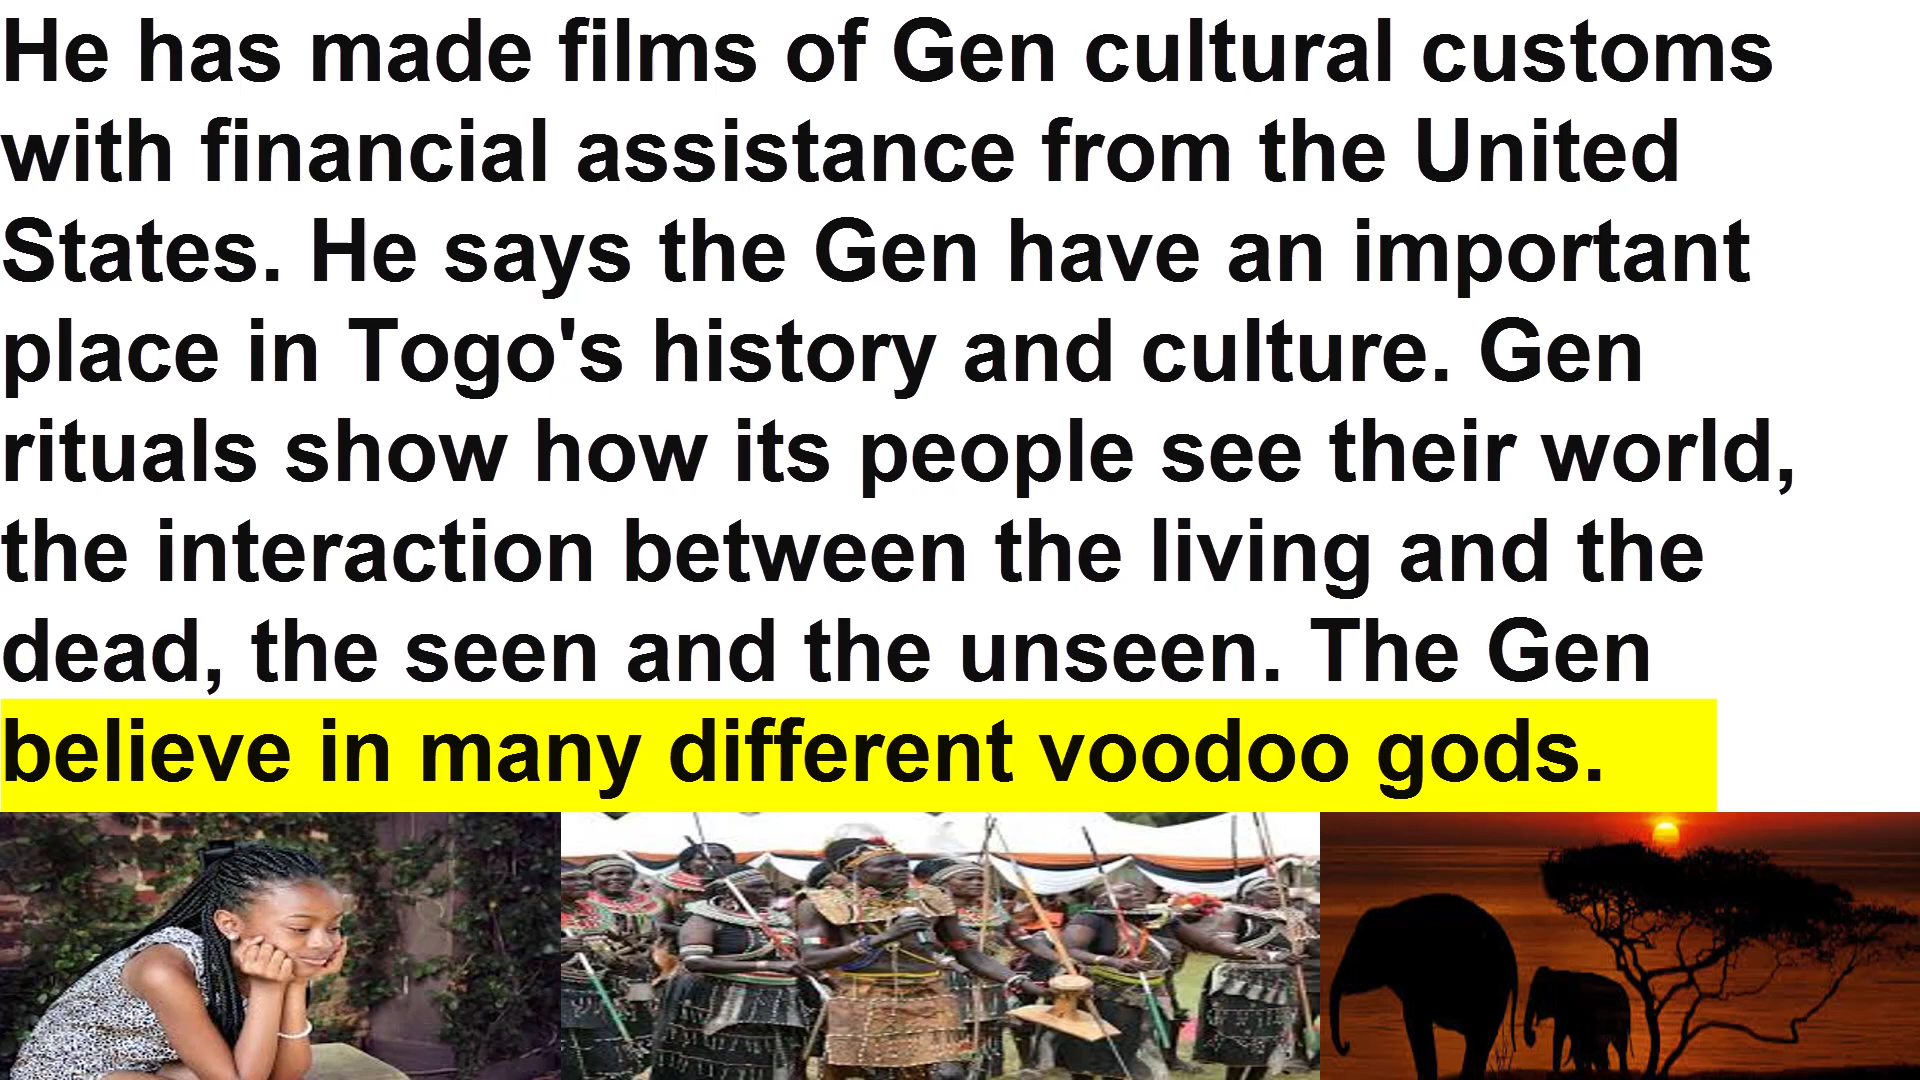 He has made films of Gen cultural customs
with financial assistance from the United
States. He says the Gen have an important
place in Togo's history and culture. Gen
rituals show how its people see their world,
the interaction between the living and the
dead, the seen and the unseen. The Gen
believe in many different voodoo gods.